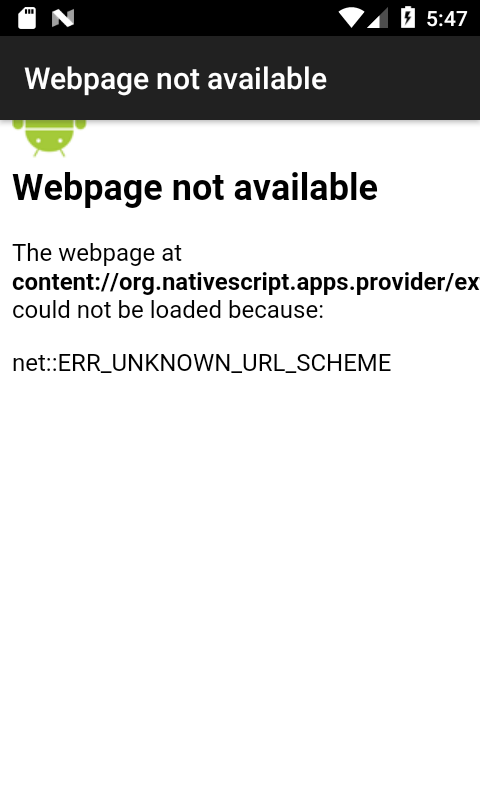 5:47
Webpage not available
Webpage not available
The webpage at
content://org.nativescript.apps.provider/ex
could not be loaded because:
net::ERR_UNKNOWN_URL_SCHEME